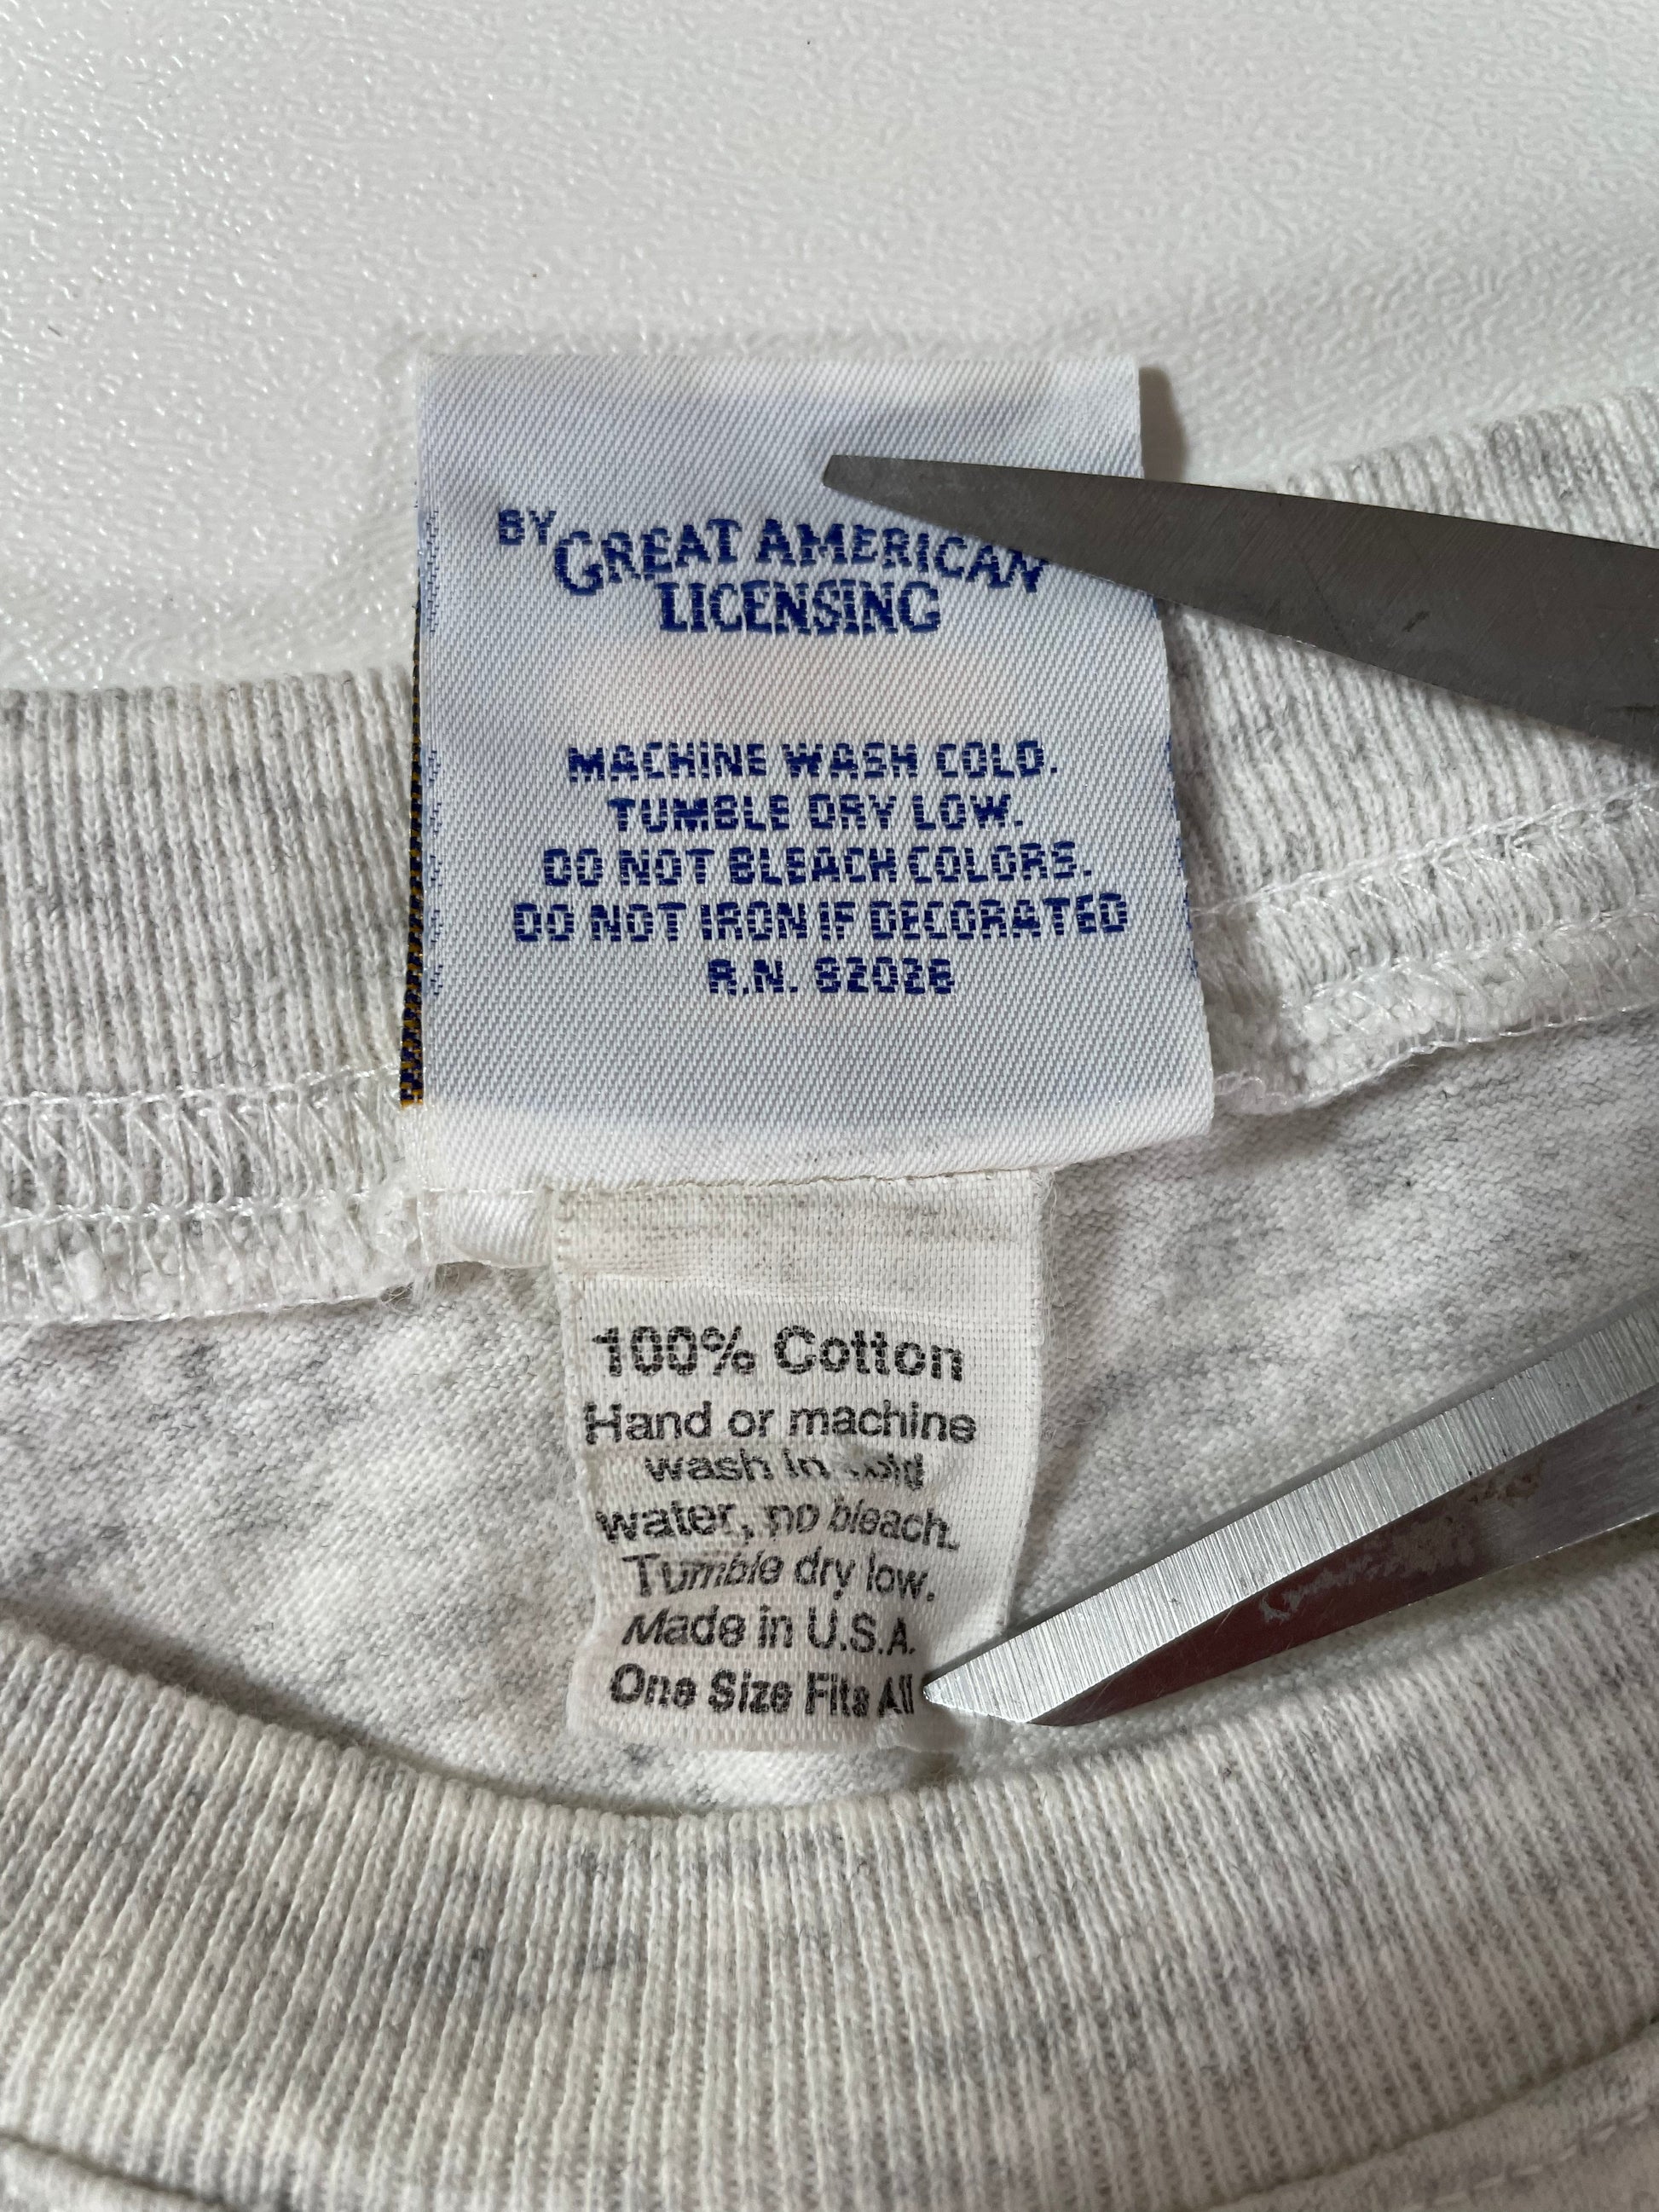 BY GREAT AMERICAN
LICENSING
MACHINE WASH COLD.
TUMBLE DRY LOW.
DO NOT BLEACH COLORS.
DO NOT IRON IF DECORATED
R.N. 82028
100% Cotton
Hand or machine
wash in cold
water, no bleach.
Tumble dry low.
Made in U.S.A.
One Size Fits All